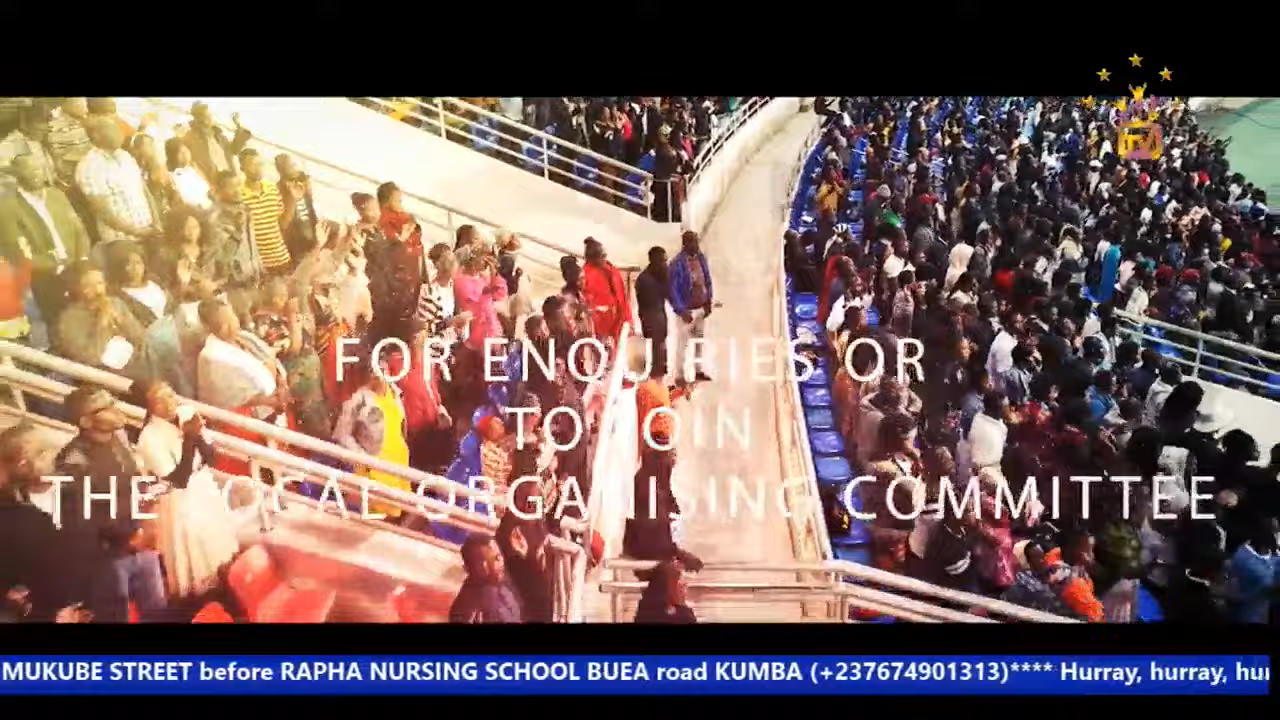 TV
FOR ENQUIRIES OR
TO JOIN
THE LOCAL ORGANISING COMMITTEE
MUKUBE STREET before RAPHA NURSING SCHOOL BUEA road KUMBA (+237674901313)**** Hurray, hurray,